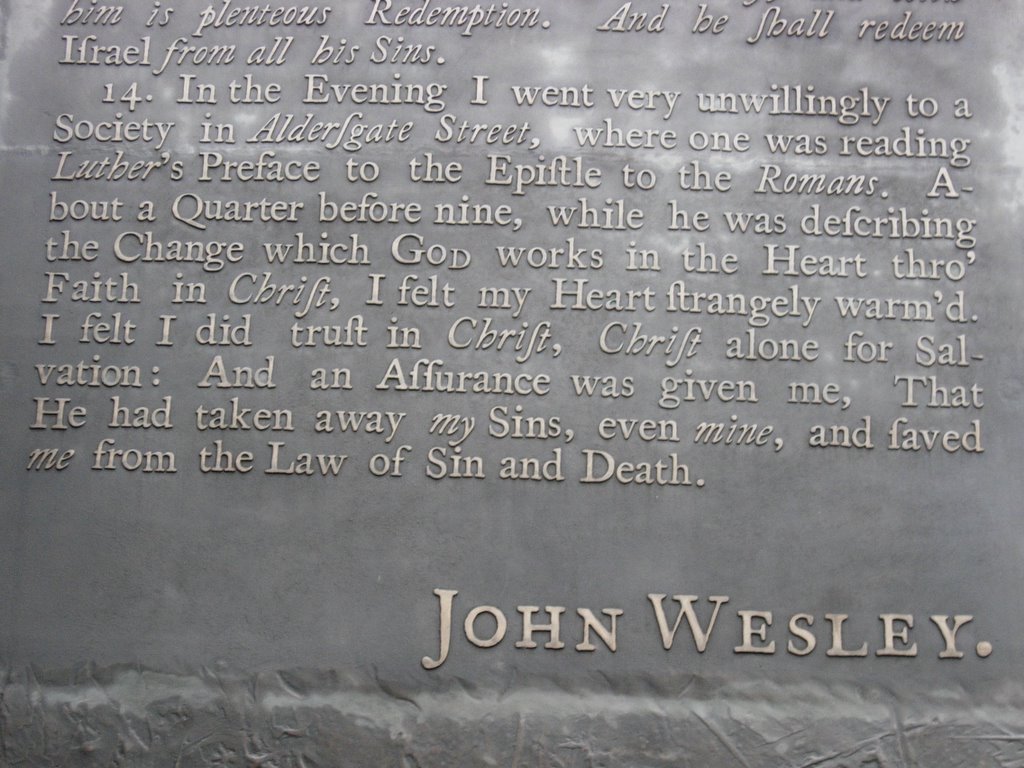 him is plenteous Redemption. And he ſhall redeem
Iſrael from all his Sins.
14. In the Evening I went very unwillingly to a
Society in Alderſgate Street, where one was reading
Luther's Preface to the Epiſtle to the Romans. A-
bout a Quarter before nine, while he was deſcribing
the Change which GOD works in the Heart thro'
Faith in Chriſt, I felt my Heart ſtrangely warm'd.
I felt I did truſt in Chriſt, Chriſt alone for Sal-
vation: And an Aſſurance was given me, That
He had taken away my Sins, even mine, and ſaved
me from the Law of Sin and Death.
JOHN WESLEY.